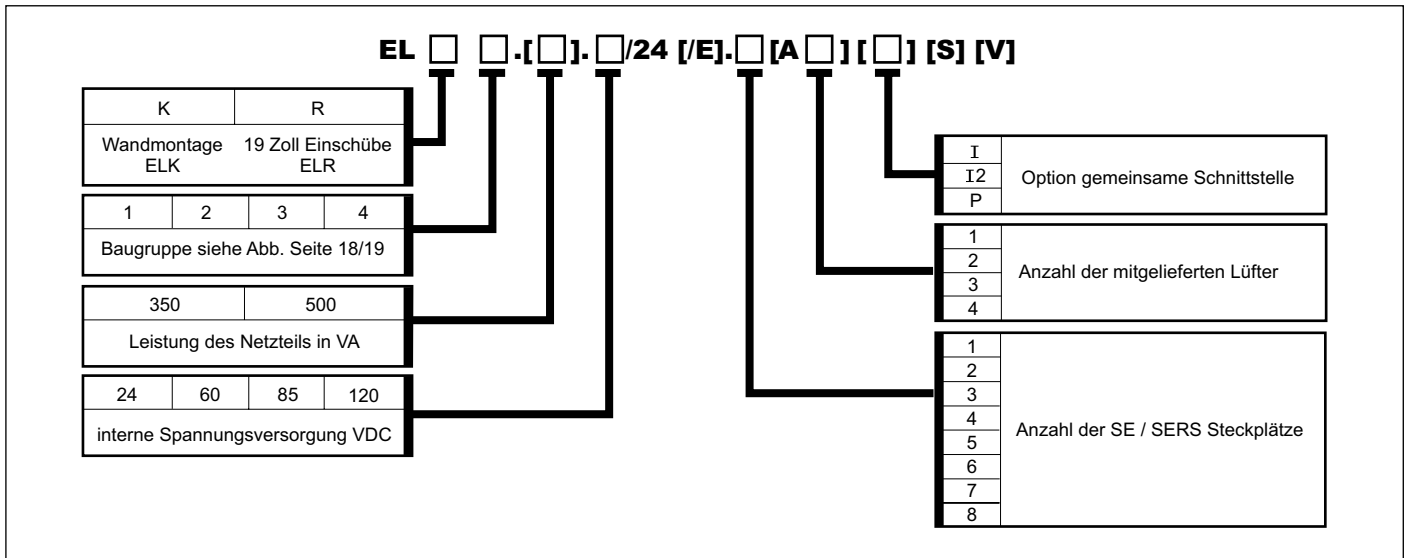 EL □ □.[□].□/24 [/E].□[A□][□] [S] [V]
K R
Wandmontage 19 Zoll Einschübe
ELK ELR
1 2 3 4
Baugruppe siehe Abb. Seite 18/19
350 500
Leistung des Netzteils in VA
24 60 85 120
interne Spannungsversorgung VDC
I
I2
P
Option gemeinsame Schnittstelle
1
2
3
4
Anzahl der mitgelieferten Lüfter
1
2
3
4
5
6
7
8
Anzahl der SE / SERS Steckplätze